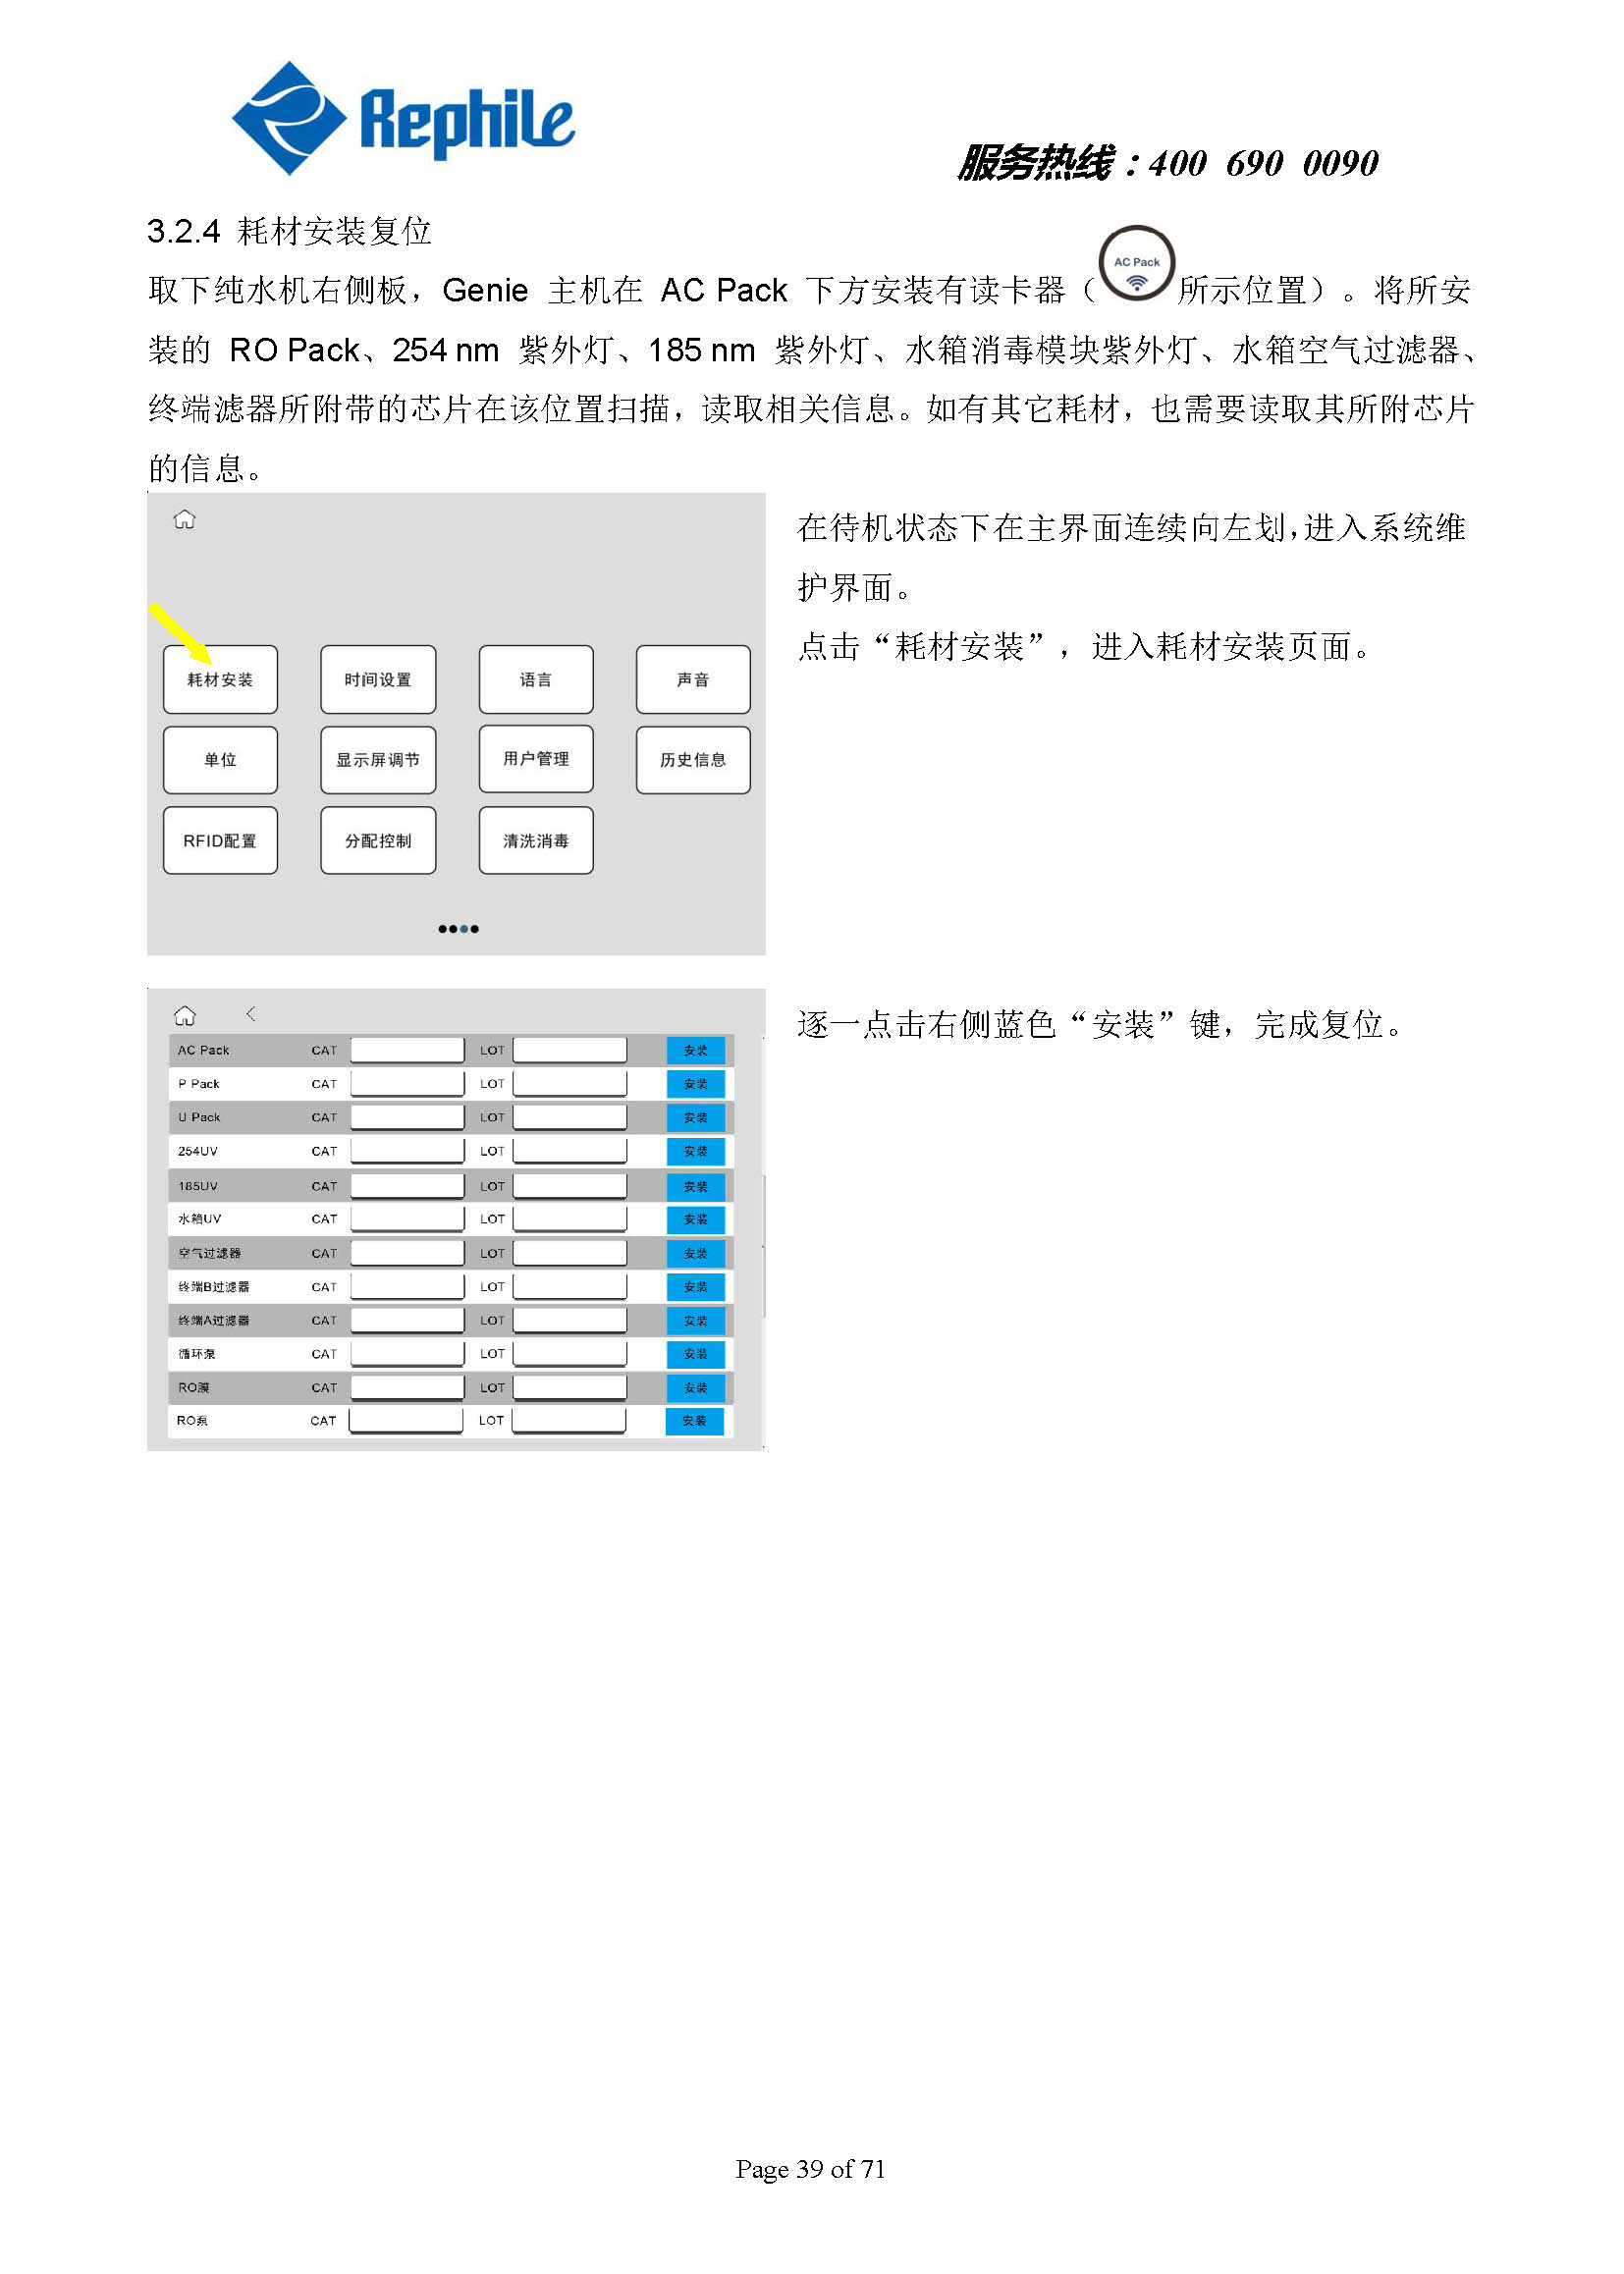 Rephile
服务热线：400 690 0090
3.2.4 耗材安装复位
AC Pack
取下纯水机右侧板，Genie 主机在 AC Pack 下方安装有读卡器（所示位置）。将所安
装的 RO Pack、254 nm 紫外灯、185 nm 紫外灯、水箱消毒模块紫外灯、水箱空气过滤器、
终端滤器所附带的芯片在该位置扫描，读取相关信息。如有其它耗材，也需要读取其所附芯片
的信息。
在待机状态下在主界面连续向左划,进入系统维
护界面。
点击“耗材安装”，进入耗材安装页面。
耗材安装 时间设置 语言 声音
单位 显示屏调节 用户管理 历史信息
RFID配置 分配控制 清洗消毒
逐一点击右侧蓝色“安装”键，完成复位。
AC Pack CAT LOT 安装
P Pack CAT LOT 安装
U Pack CAT LOT 安装
254UV CAT LOT 安装
185UV CAT LOT 安装
水箱UV CAT LOT 安装
空气过滤器 CAT LOT 安装
终端B过滤器 CAT LOT 安装
终端A过滤器 CAT LOT 安装
循环泵 CAT LOT 安装
RO膜 CAT LOT 安装
RO泵 CAT LOT 安装
Page 39 of 71